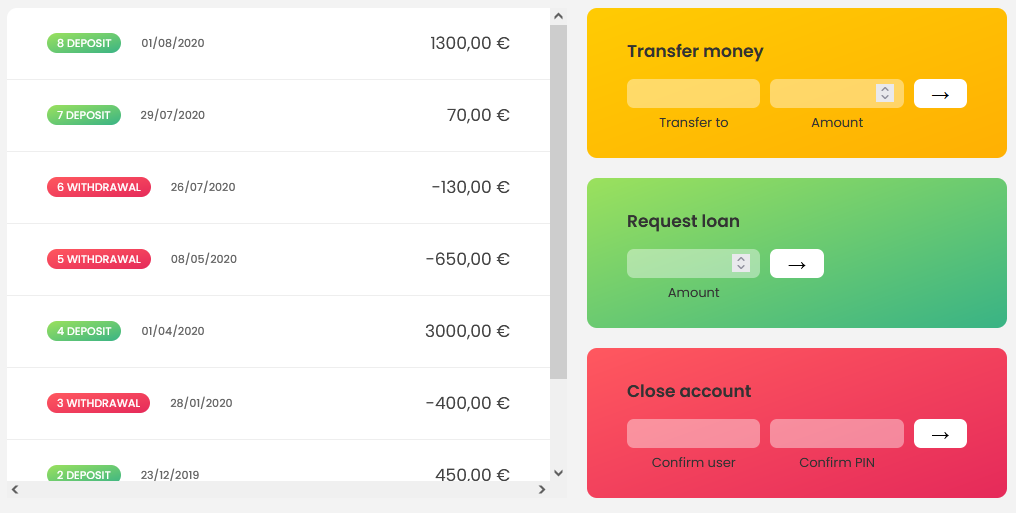 8 DEPOSIT 01/08/2020 1300,00 €
7 DEPOSIT 29/07/2020 70,00 €
6 WITHDRAWAL 26/07/2020 -130,00 €
5 WITHDRAWAL 08/05/2020 -650,00 €
4 DEPOSIT 01/04/2020 3000,00 €
3 WITHDRAWAL 28/01/2020 -400,00 €
2 DEPOSIT 23/12/2019 450,00 €
Transfer money
→
Transfer to Amount
Request loan
→
Amount
Close account
→
Confirm user Confirm PIN